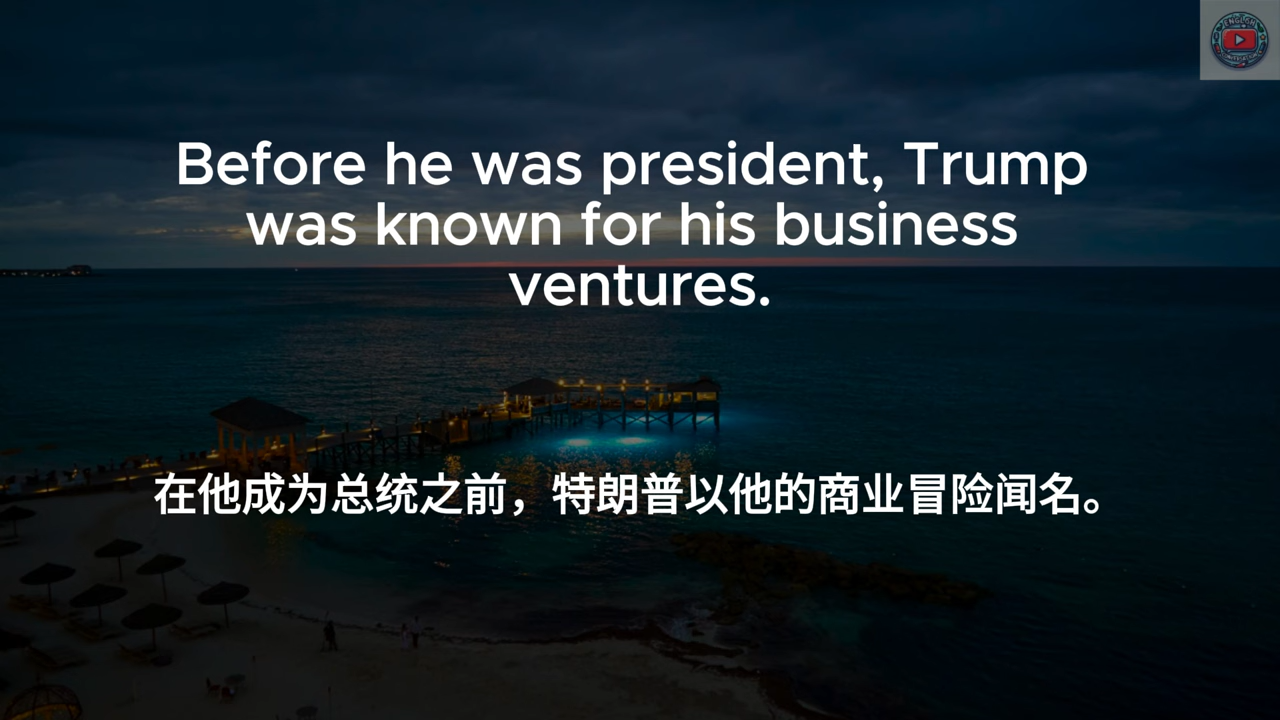 ENGLISH
Before he was president, Trump
was known for his business
ventures.
在他成为总统之前，特朗普以他的商业冒险闻名。